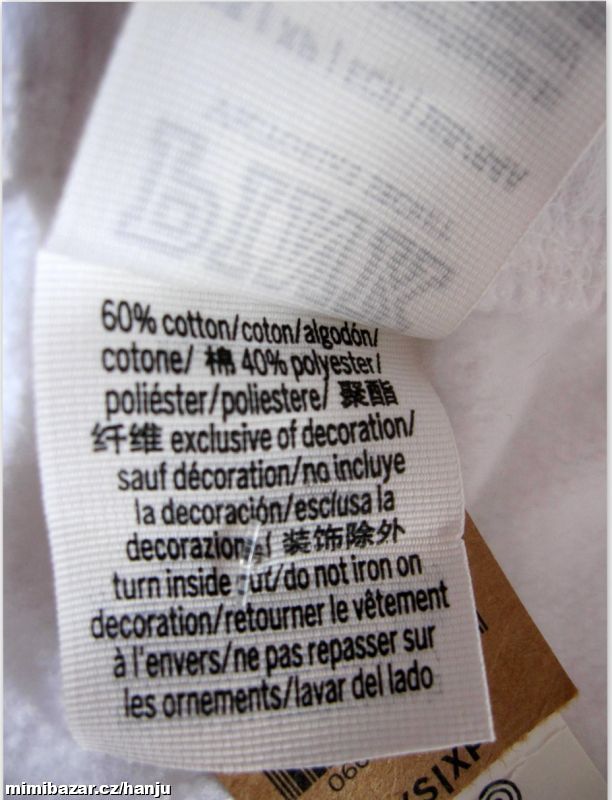 PINK
60% cotton/coton/algodón/
cotone/ 棉 40% polyester/
poliéster/poliestere/ 聚酯
纤维 exclusive of decoration/
sauf décoration/no incluye
la decoración/esclusa la
decorazione/ 装饰除外
turn inside out/do not iron on
decoration/retourner le vêtement
à l'envers/ne pas repasser sur
les ornements/lavar del lado
060
mimibazar.cz/hanju